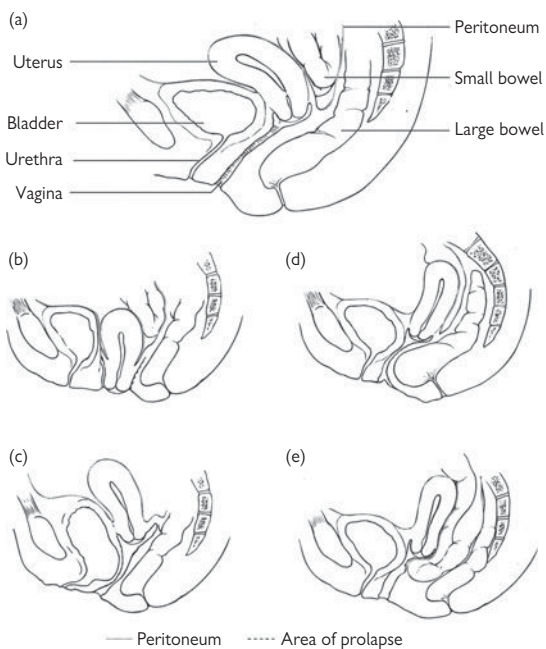 (a)
Peritoneum
Uterus
Small bowel
Bladder
Large bowel
Urethra
Vagina
(b)
(d)
(c)
(e)
Peritoneum
Area of prolapse